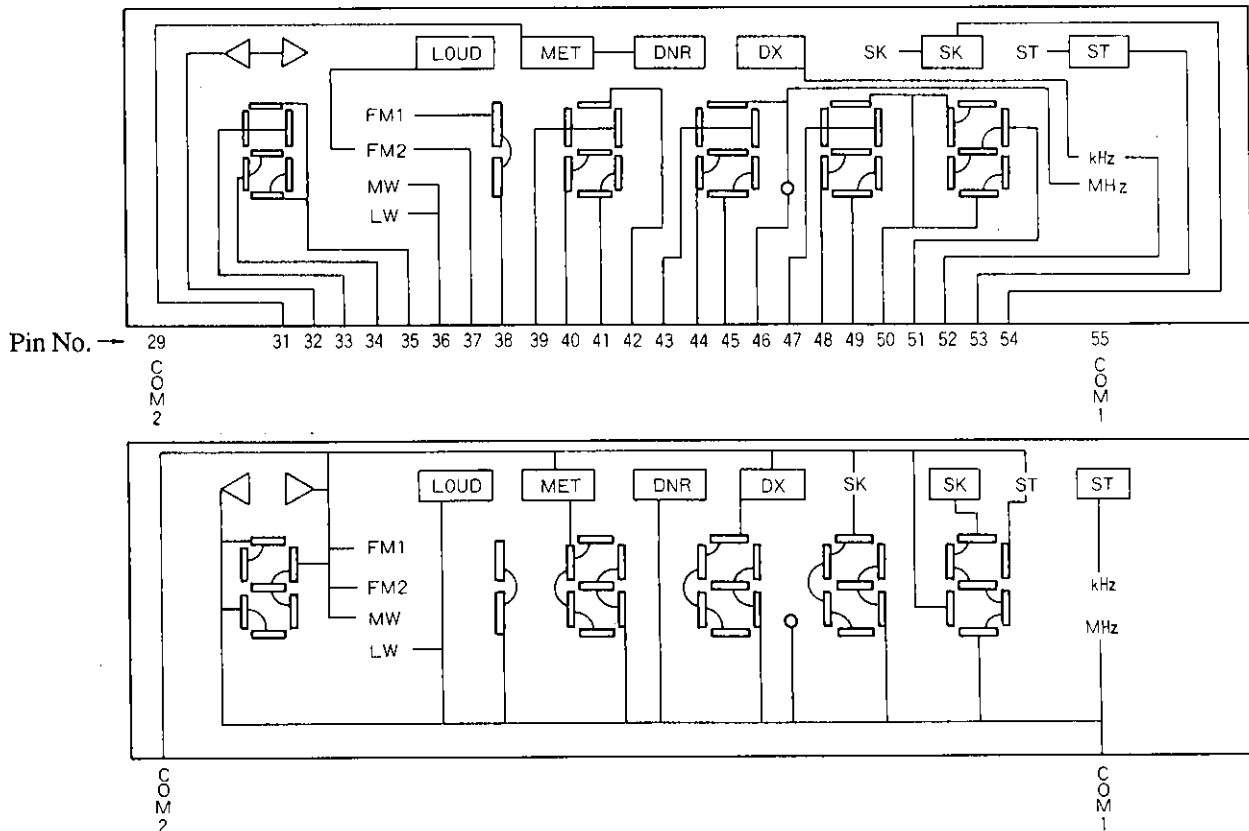 LOUD MET DNR DX SK SK ST ST
FM1
FM2
MW
LW
kHz
MHz
Pin No. → 29 31 32 33 34 35 36 37 38 39 40 41 42 43 44 45 46 47 48 49 50 51 52 53 54 55
COM2
COM1
LOUD MET DNR DX SK SK ST ST
FM1
FM2
MW
LW
kHz
MHz
COM2
COM1